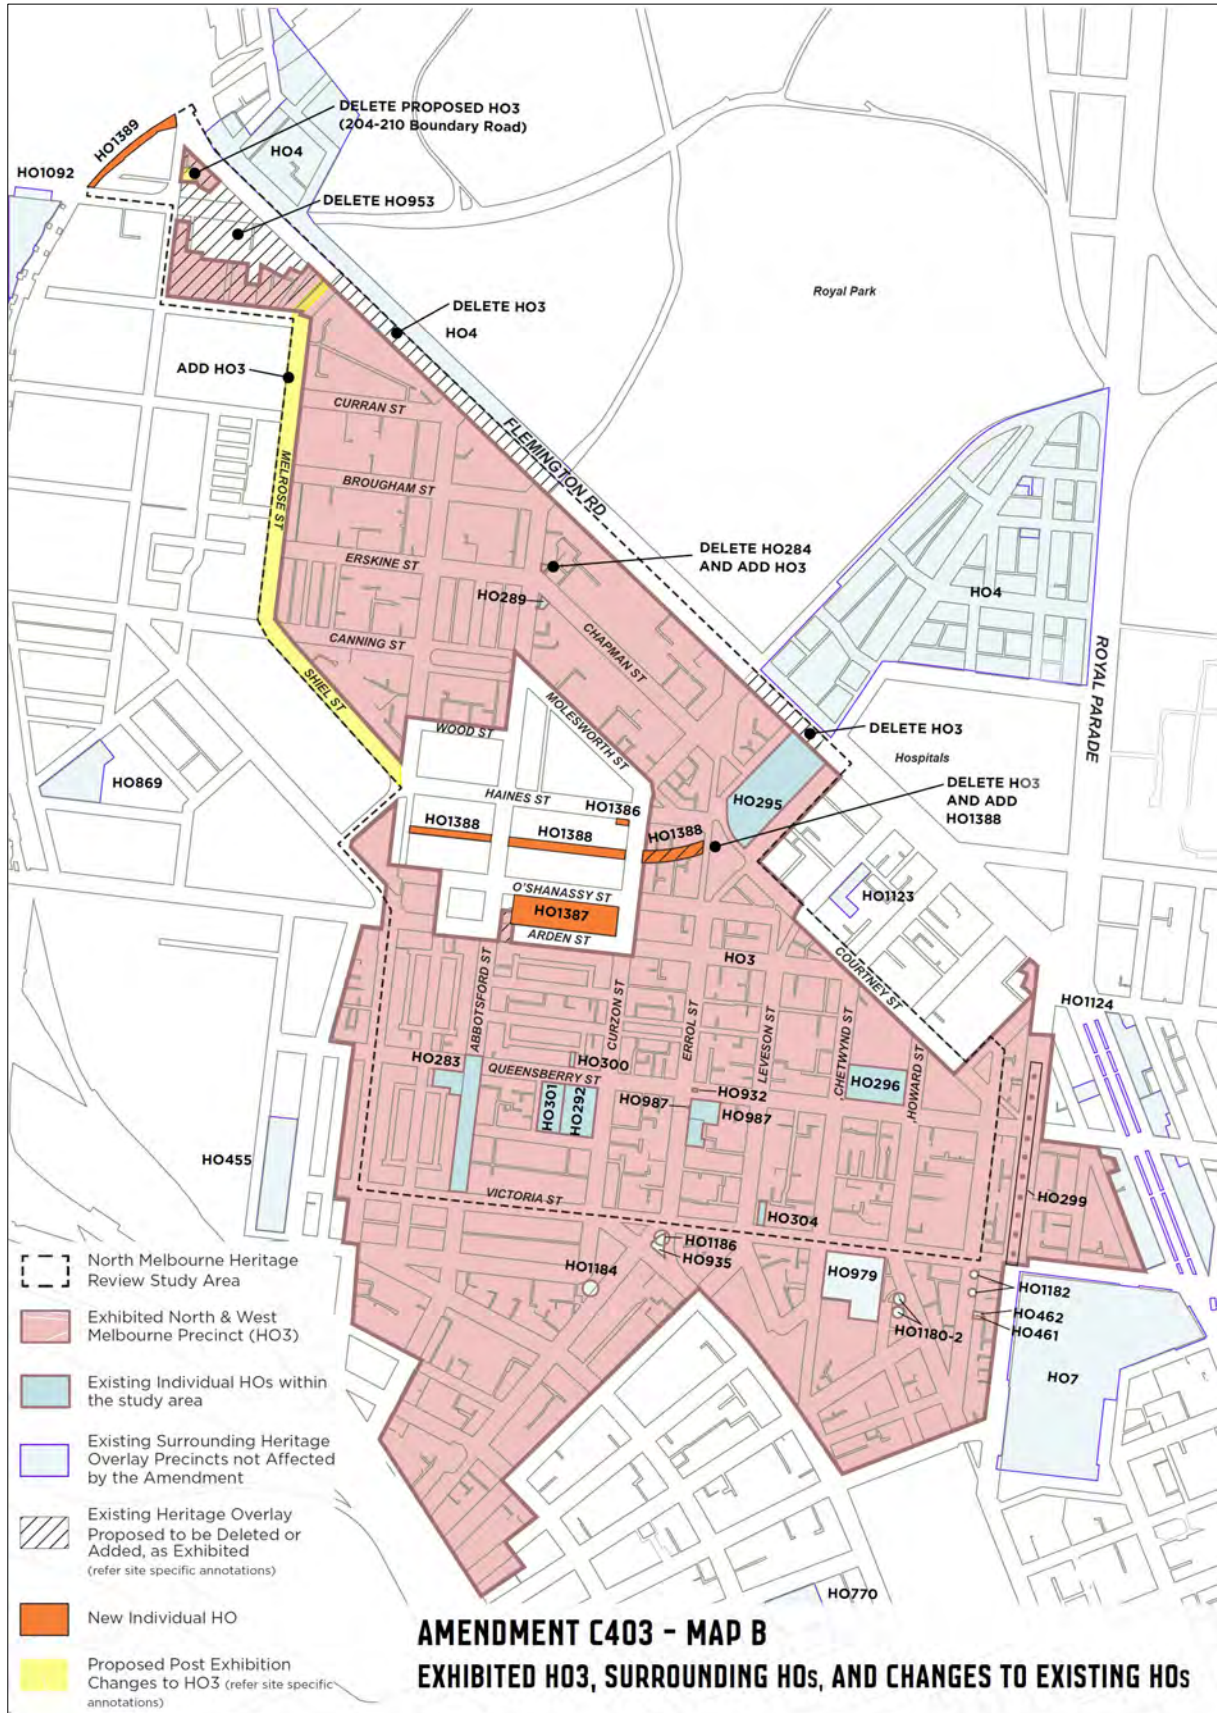 DELETE PROPOSED HO3
(204-210 Boundary Road)
HO1389
HO4
HO1092
DELETE HO953
Royal Park
DELETE HO3
HO4
ADD HO3
CURRAN ST
FLEMINGTON RD
MELROSE ST
BROUGHAM ST
DELETE HO284
AND ADD HO3
ERSKINE ST
HO289
HO4
CHAPMAN ST
CANNING ST
ROYAL PARADE
SHIEL ST
MOLESWORTH ST
WOOD ST
DELETE HO3
Hospitals
HO869
HAINES ST
HO1386
HO295
DELETE HO3
AND ADD
HO1388
HO1388
HO1388
HO1388
O'SHANASSY ST
HO1387
ARDEN ST
HO1123
HO3
COURTNEY ST
ABBOTSFORD ST
CURZON ST
ERROL ST
LEVESON ST
CHETWYND ST
HOWARD ST
HO1124
HO283
HO300
QUEENSBERRY ST
HO301
HO292
HO932
HO987
HO987
HO296
HO455
VICTORIA ST
HO304
HO299
HO1186
HO935
HO1184
HO979
HO1182
HO462
HO461
HO1180-2
HO7
HO770
North Melbourne Heritage
Review Study Area
Exhibited North & West
Melbourne Precinct (HO3)
Existing Individual HOs within
the study area
Existing Surrounding Heritage
Overlay Precincts not Affected
by the Amendment
Existing Heritage Overlay
Proposed to be Deleted or
Added, as Exhibited
(refer site specific annotations)
New Individual HO
Proposed Post Exhibition
Changes to HO3 (refer site specific
annotations)
AMENDMENT C403 - MAP B
EXHIBITED HO3, SURROUNDING HOs, AND CHANGES TO EXISTING HOs